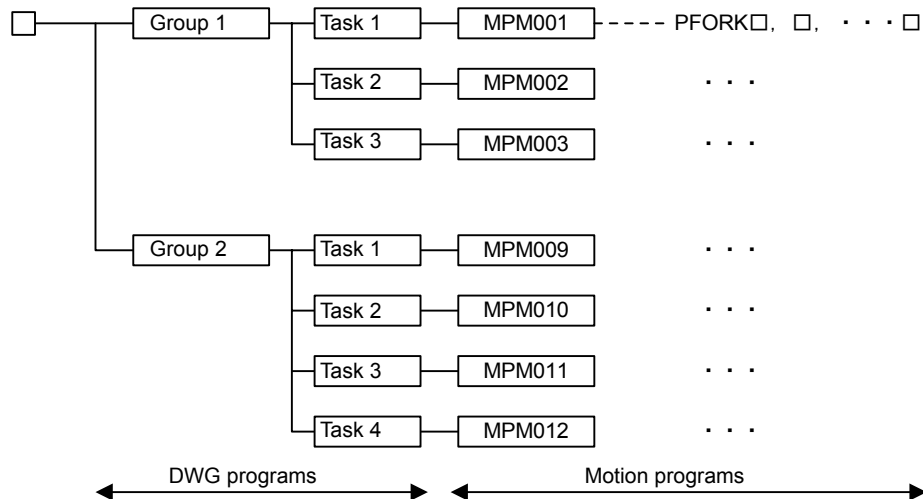 Group 1 Task 1 MPM001 PFORK□, □, ・・・□
Task 2 MPM002 ・・・
Task 3 MPM003 ・・・
Group 2 Task 1 MPM009 ・・・
Task 2 MPM010 ・・・
Task 3 MPM011 ・・・
Task 4 MPM012 ・・・
DWG programs Motion programs